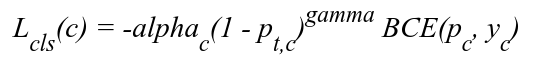 L_cls(c) = -alpha_c(1 - p_t,c)^gamma BCE(p_c, y_c)